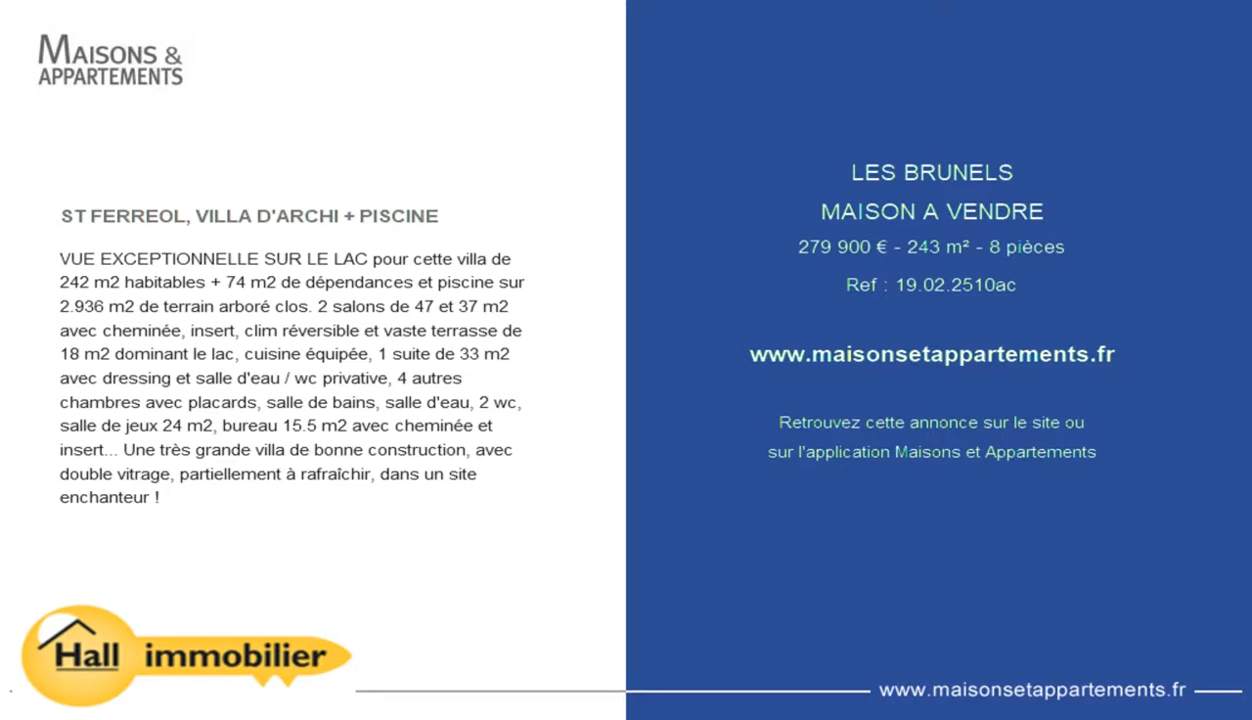 MAISONS &
APPARTEMENTS
ST FERREOL, VILLA D'ARCHI + PISCINE
VUE EXCEPTIONNELLE SUR LE LAC pour cette villa de
242 m2 habitables + 74 m2 de dépendances et piscine sur
2.936 m2 de terrain arboré clos. 2 salons de 47 et 37 m2
avec cheminée, insert, clim réversible et vaste terrasse de
18 m2 dominant le lac, cuisine équipée, 1 suite de 33 m2
avec dressing et salle d'eau / wc privative, 4 autres
chambres avec placards, salle de bains, salle d'eau, 2 wc,
salle de jeux 24 m2, bureau 15.5 m2 avec cheminée et
insert... Une très grande villa de bonne construction, avec
double vitrage, partiellement à rafraîchir, dans un site
enchanteur !
Hall immobilier
LES BRUNELS
MAISON A VENDRE
279 900 € - 243 m² - 8 pièces
Ref : 19.02.2510ac
www.maisonsetappartements.fr
Retrouvez cette annonce sur le site ou
sur l'application Maisons et Appartements
www.maisonsetappartements.fr